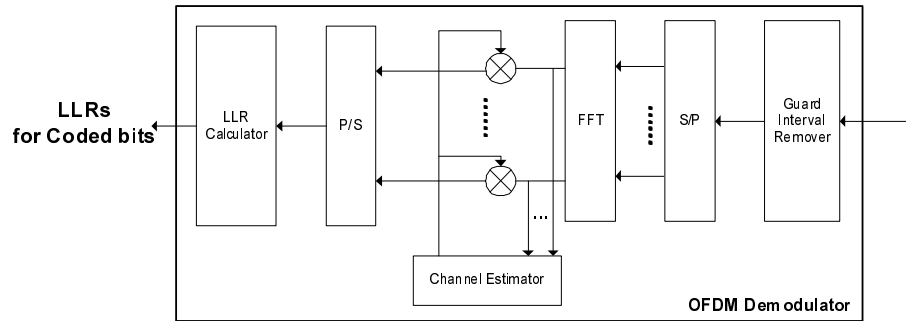 LLRs
for Coded bits
LLR
Calculator
P/S
FFT
S/P
Guard
Interval
Remover
...
Channel Estimator
OFDM Demodulator